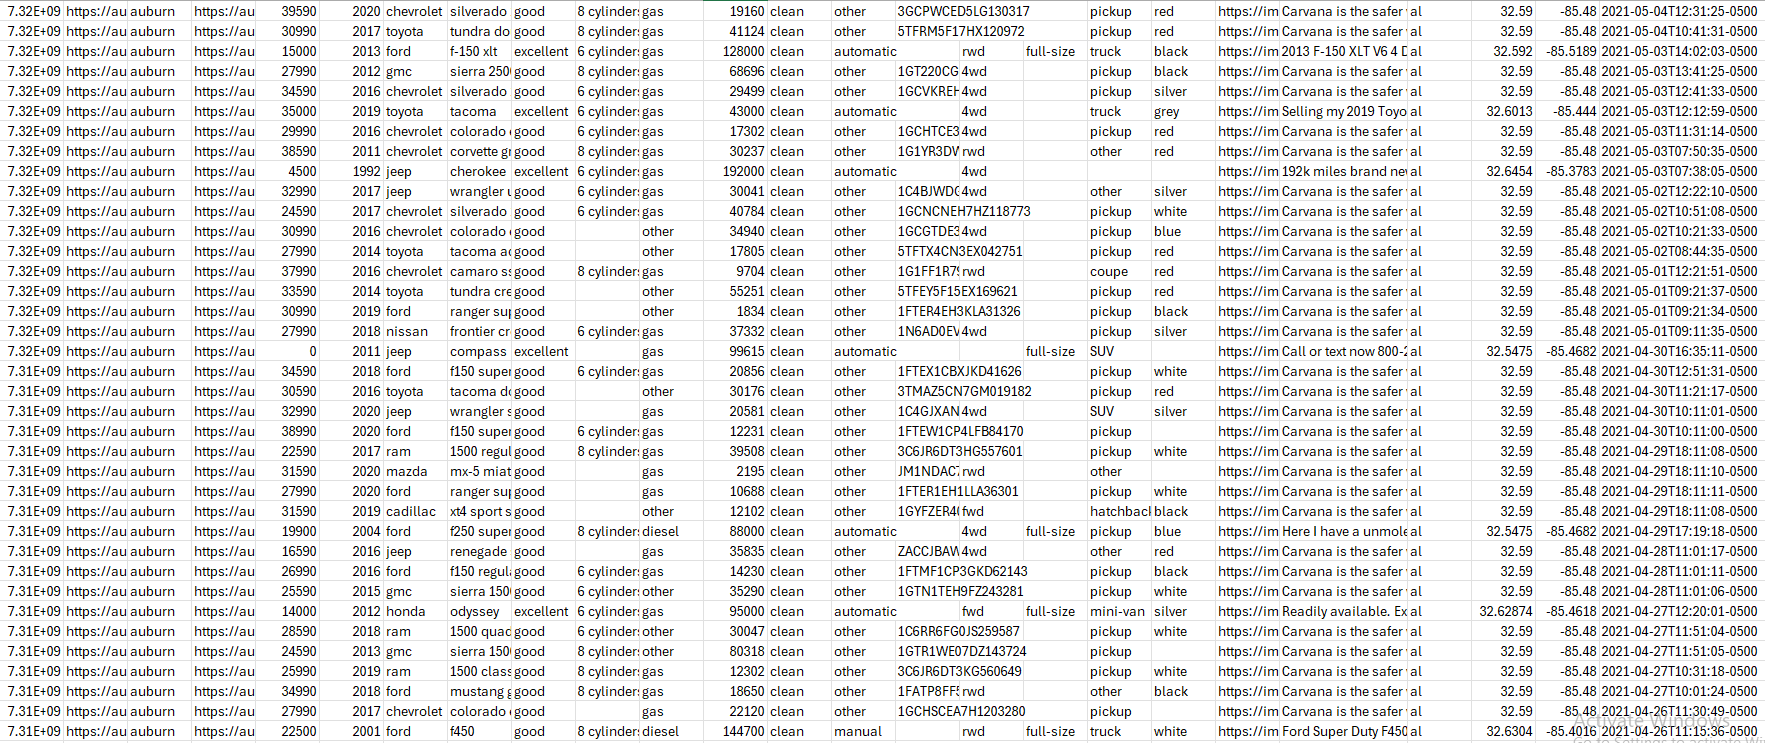 7.32E+09 https://au auburn https://au 39590 2020 chevrolet silverado good 8 cylinders gas 19160 clean other 3GCPWCED5LG130317 pickup red https://im Carvana is the safer al 32.59 -85.48 2021-05-04T12:31:25-0500
7.32E+09 https://au auburn https://au 30990 2017 toyota tundra do good 8 cylinders gas 41124 clean other 5TFRM5F17HX120972 pickup red https://im Carvana is the safer al 32.59 -85.48 2021-05-04T10:41:31-0500
7.32E+09 https://au auburn https://au 15000 2013 ford f-150 xlt excellent 6 cylinders gas 128000 clean automatic rwd full-size truck black https://im 2013 F-150 XLT V6 4 D al 32.592 -85.5189 2021-05-03T14:02:03-0500
7.32E+09 https://au auburn https://au 27990 2012 gmc sierra 250 good 8 cylinders gas 68696 clean other 1GT220CG 4wd pickup black https://im Carvana is the safer al 32.59 -85.48 2021-05-03T13:41:25-0500
7.32E+09 https://au auburn https://au 34590 2016 chevrolet silverado good 6 cylinders gas 29499 clean other 1GCVKREH 4wd pickup silver https://im Carvana is the safer al 32.59 -85.48 2021-05-03T12:41:33-0500
7.32E+09 https://au auburn https://au 35000 2019 toyota tacoma excellent 6 cylinders gas 43000 clean automatic 4wd truck grey https://im Selling my 2019 Toyo al 32.6013 -85.444 2021-05-03T12:12:59-0500
7.32E+09 https://au auburn https://au 29990 2016 chevrolet colorado good 6 cylinders gas 17302 clean other 1GCHTCE3 4wd pickup red https://im Carvana is the safer al 32.59 -85.48 2021-05-03T11:31:14-0500
7.32E+09 https://au auburn https://au 38590 2011 chevrolet corvette gr good 8 cylinders gas 30237 clean other 1G1YR3DW rwd other red https://im Carvana is the safer al 32.59 -85.48 2021-05-03T07:50:35-0500
7.32E+09 https://au auburn https://au 4500 1992 jeep cherokee excellent 6 cylinders gas 192000 clean automatic 4wd https://im 192k miles brand ne al 32.6454 -85.3783 2021-05-03T07:38:05-0500
7.32E+09 https://au auburn https://au 32990 2017 jeep wrangler u good 6 cylinders gas 30041 clean other 1C4BJWDG 4wd other silver https://im Carvana is the safer al 32.59 -85.48 2021-05-02T12:22:10-0500
7.32E+09 https://au auburn https://au 24590 2017 chevrolet silverado good 6 cylinders gas 40784 clean other 1GCNCNEH7HZ118773 pickup white https://im Carvana is the safer al 32.59 -85.48 2021-05-02T10:51:08-0500
7.32E+09 https://au auburn https://au 30990 2016 chevrolet colorado good other 34940 clean other 1GCGTDE3 4wd pickup blue https://im Carvana is the safer al 32.59 -85.48 2021-05-02T10:21:33-0500
7.32E+09 https://au auburn https://au 27990 2014 toyota tacoma ac good other 17805 clean other 5TFTX4CN3EX042751 pickup red https://im Carvana is the safer al 32.59 -85.48 2021-05-02T08:44:35-0500
7.32E+09 https://au auburn https://au 37990 2016 chevrolet camaro ss good 8 cylinders gas 9704 clean other 1G1FF1R79 rwd coupe red https://im Carvana is the safer al 32.59 -85.48 2021-05-01T12:21:51-0500
7.32E+09 https://au auburn https://au 33590 2014 toyota tundra cre good other 55251 clean other 5TFEY5F15EX169621 pickup red https://im Carvana is the safer al 32.59 -85.48 2021-05-01T09:21:37-0500
7.32E+09 https://au auburn https://au 30990 2019 ford ranger sup good other 1834 clean other 1FTER4EH3KLA31326 pickup black https://im Carvana is the safer al 32.59 -85.48 2021-05-01T09:21:34-0500
7.32E+09 https://au auburn https://au 27990 2018 nissan frontier cr good 6 cylinders gas 37332 clean other 1N6AD0EV 4wd pickup silver https://im Carvana is the safer al 32.59 -85.48 2021-05-01T09:11:35-0500
7.32E+09 https://au auburn https://au 0 2011 jeep compass excellent gas 99615 clean automatic full-size SUV https://im Call or text now 800-2 al 32.5475 -85.4682 2021-04-30T16:35:11-0500
7.31E+09 https://au auburn https://au 34590 2018 ford f150 super good 6 cylinders gas 20856 clean other 1FTEX1CBXJKD41626 pickup white https://im Carvana is the safer al 32.59 -85.48 2021-04-30T12:51:31-0500
7.31E+09 https://au auburn https://au 30590 2016 toyota tacoma do good other 30176 clean other 3TMAZ5CN7GM019182 pickup red https://im Carvana is the safer al 32.59 -85.48 2021-04-30T11:21:17-0500
7.31E+09 https://au auburn https://au 32990 2020 jeep wrangler s good gas 20581 clean other 1C4GJXAN 4wd SUV silver https://im Carvana is the safer al 32.59 -85.48 2021-04-30T10:11:01-0500
7.31E+09 https://au auburn https://au 38990 2020 ford f150 super good 6 cylinders gas 12231 clean other 1FTEW1CP4LFB84170 pickup https://im Carvana is the safer al 32.59 -85.48 2021-04-30T10:11:00-0500
7.31E+09 https://au auburn https://au 22590 2017 ram 1500 regul good 8 cylinders gas 39508 clean other 3C6JR6DT3HG557601 pickup white https://im Carvana is the safer al 32.59 -85.48 2021-04-29T18:11:08-0500
7.31E+09 https://au auburn https://au 31590 2020 mazda mx-5 miat good gas 2195 clean other JM1NDAC7 rwd other https://im Carvana is the safer al 32.59 -85.48 2021-04-29T18:11:10-0500
7.31E+09 https://au auburn https://au 27990 2020 ford ranger sup good gas 10688 clean other 1FTER1EH1LLA36301 pickup white https://im Carvana is the safer al 32.59 -85.48 2021-04-29T18:11:11-0500
7.31E+09 https://au auburn https://au 31590 2019 cadillac xt4 sport s good other 12102 clean other 1GYFZER4 fwd hatchbac black https://im Carvana is the safer al 32.59 -85.48 2021-04-29T18:11:08-0500
7.31E+09 https://au auburn https://au 19900 2004 ford f250 super good 8 cylinders diesel 88000 clean automatic 4wd full-size pickup blue https://im Here I have a unmole al 32.5475 -85.4682 2021-04-29T17:19:18-0500
7.31E+09 https://au auburn https://au 16590 2016 jeep renegade good gas 35835 clean other ZACCJBAW 4wd other red https://im Carvana is the safer al 32.59 -85.48 2021-04-28T11:01:17-0500
7.31E+09 https://au auburn https://au 26990 2016 ford f150 regul good 6 cylinders gas 14230 clean other 1FTMF1CP3GKD62143 pickup black https://im Carvana is the safer al 32.59 -85.48 2021-04-28T11:01:11-0500
7.31E+09 https://au auburn https://au 25590 2015 gmc sierra 150 good 6 cylinders other 35290 clean other 1GTN1TEH9FZ243281 pickup white https://im Carvana is the safer al 32.59 -85.48 2021-04-28T11:01:06-0500
7.31E+09 https://au auburn https://au 14000 2012 honda odyssey excellent 6 cylinders gas 95000 clean automatic fwd full-size mini-van silver https://im Readily available. Ex al 32.62874 -85.4618 2021-04-27T12:20:01-0500
7.31E+09 https://au auburn https://au 28590 2018 ram 1500 quad good 6 cylinders other 30047 clean other 1C6RR6FG0JS259587 pickup white https://im Carvana is the safer al 32.59 -85.48 2021-04-27T11:51:04-0500
7.31E+09 https://au auburn https://au 24590 2013 gmc sierra 150 good 8 cylinders other 80318 clean other 1GTR1WE07DZ143724 pickup https://im Carvana is the safer al 32.59 -85.48 2021-04-27T11:51:05-0500
7.31E+09 https://au auburn https://au 25990 2019 ram 1500 class good 8 cylinders gas 12302 clean other 3C6JR6DT3KG560649 pickup white https://im Carvana is the safer al 32.59 -85.48 2021-04-27T10:31:18-0500
7.31E+09 https://au auburn https://au 34990 2018 ford mustang g good 8 cylinders gas 18650 clean other 1FATP8FF rwd other black https://im Carvana is the safer al 32.59 -85.48 2021-04-27T10:01:24-0500
7.31E+09 https://au auburn https://au 27990 2017 chevrolet colorado good gas 22120 clean other 1GCHSCEA7H1203280 pickup https://im Carvana is the safer al 32.59 -85.48 2021-04-26T11:30:49-0500
7.31E+09 https://au auburn https://au 22500 2001 ford f450 good 8 cylinders diesel 144700 clean manual rwd full-size truck white https://im Ford Super Duty F450 al 32.6304 -85.4016 2021-04-26T11:15:36-0500
Activate Windows